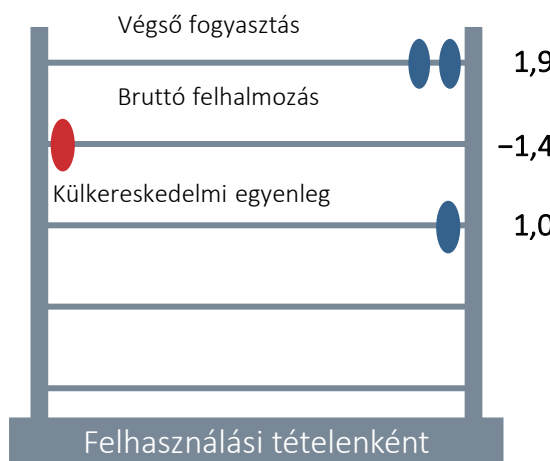 Végső fogyasztás
1,9
Bruttó felhalmozás
−1,4
Külkereskedelmi egyenleg
1,0
Felhasználási tételenként